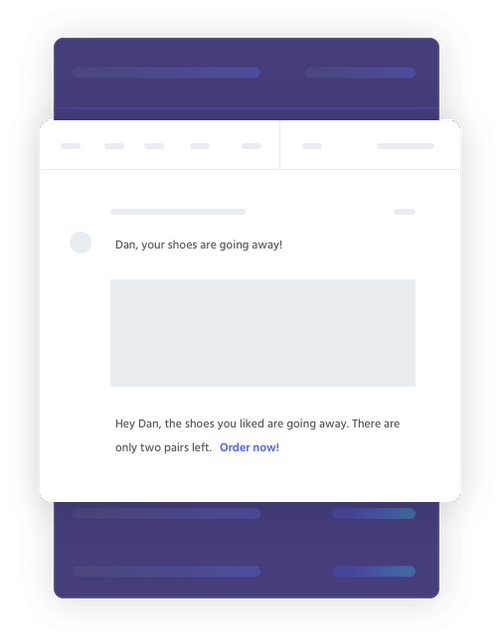 Dan, your shoes are going away!
Hey Dan, the shoes you liked are going away. There are
only two pairs left. Order now!